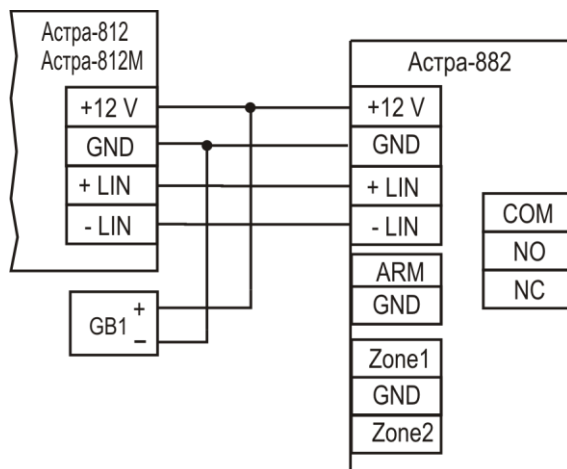 Астра-812
Астра-812М
+12 V
GND
+ LIN
- LIN
GB1
+
−
Астра-882
+12 V
GND
+ LIN
- LIN
ARM
GND
Zone1
GND
Zone2
COM
NO
NC